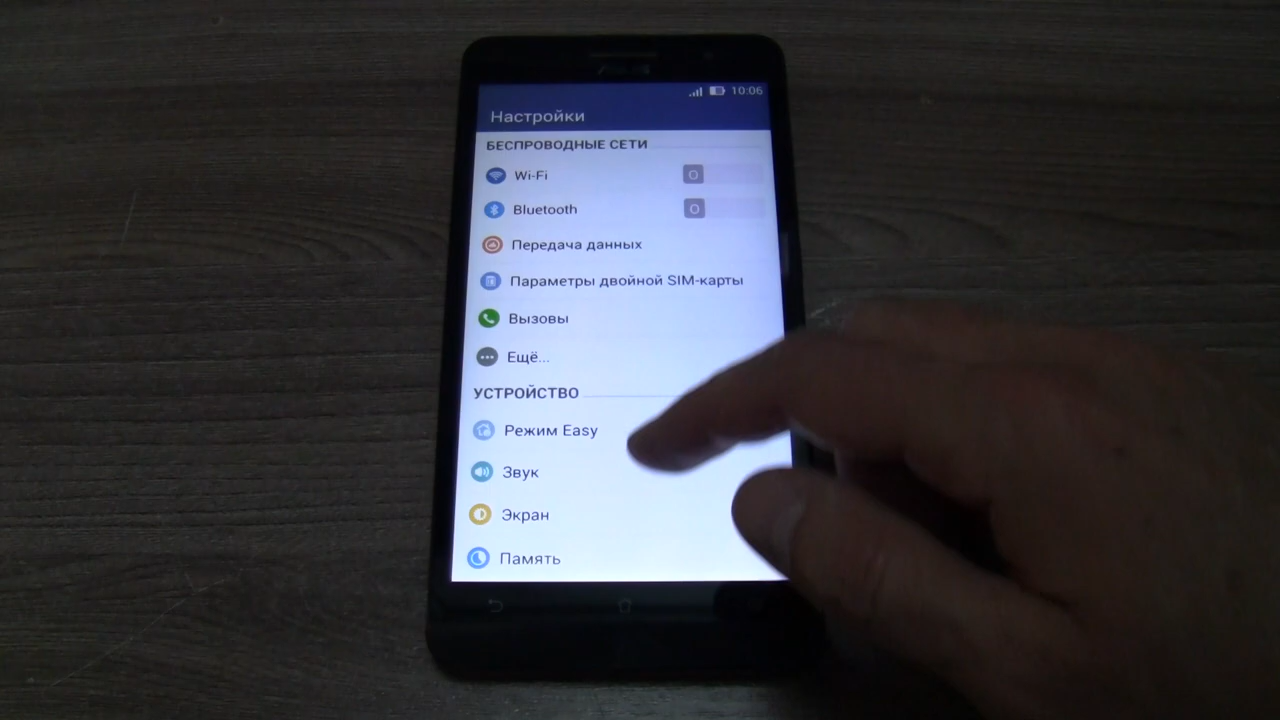 ASUS
10:06
Настройки
БЕСПРОВОДНЫЕ СЕТИ
Wi-Fi
Bluetooth
Передача данных
Параметры двойной SIM-карты
Вызовы
Ещё...
УСТРОЙСТВО
Режим Easy
Звук
Экран
Память